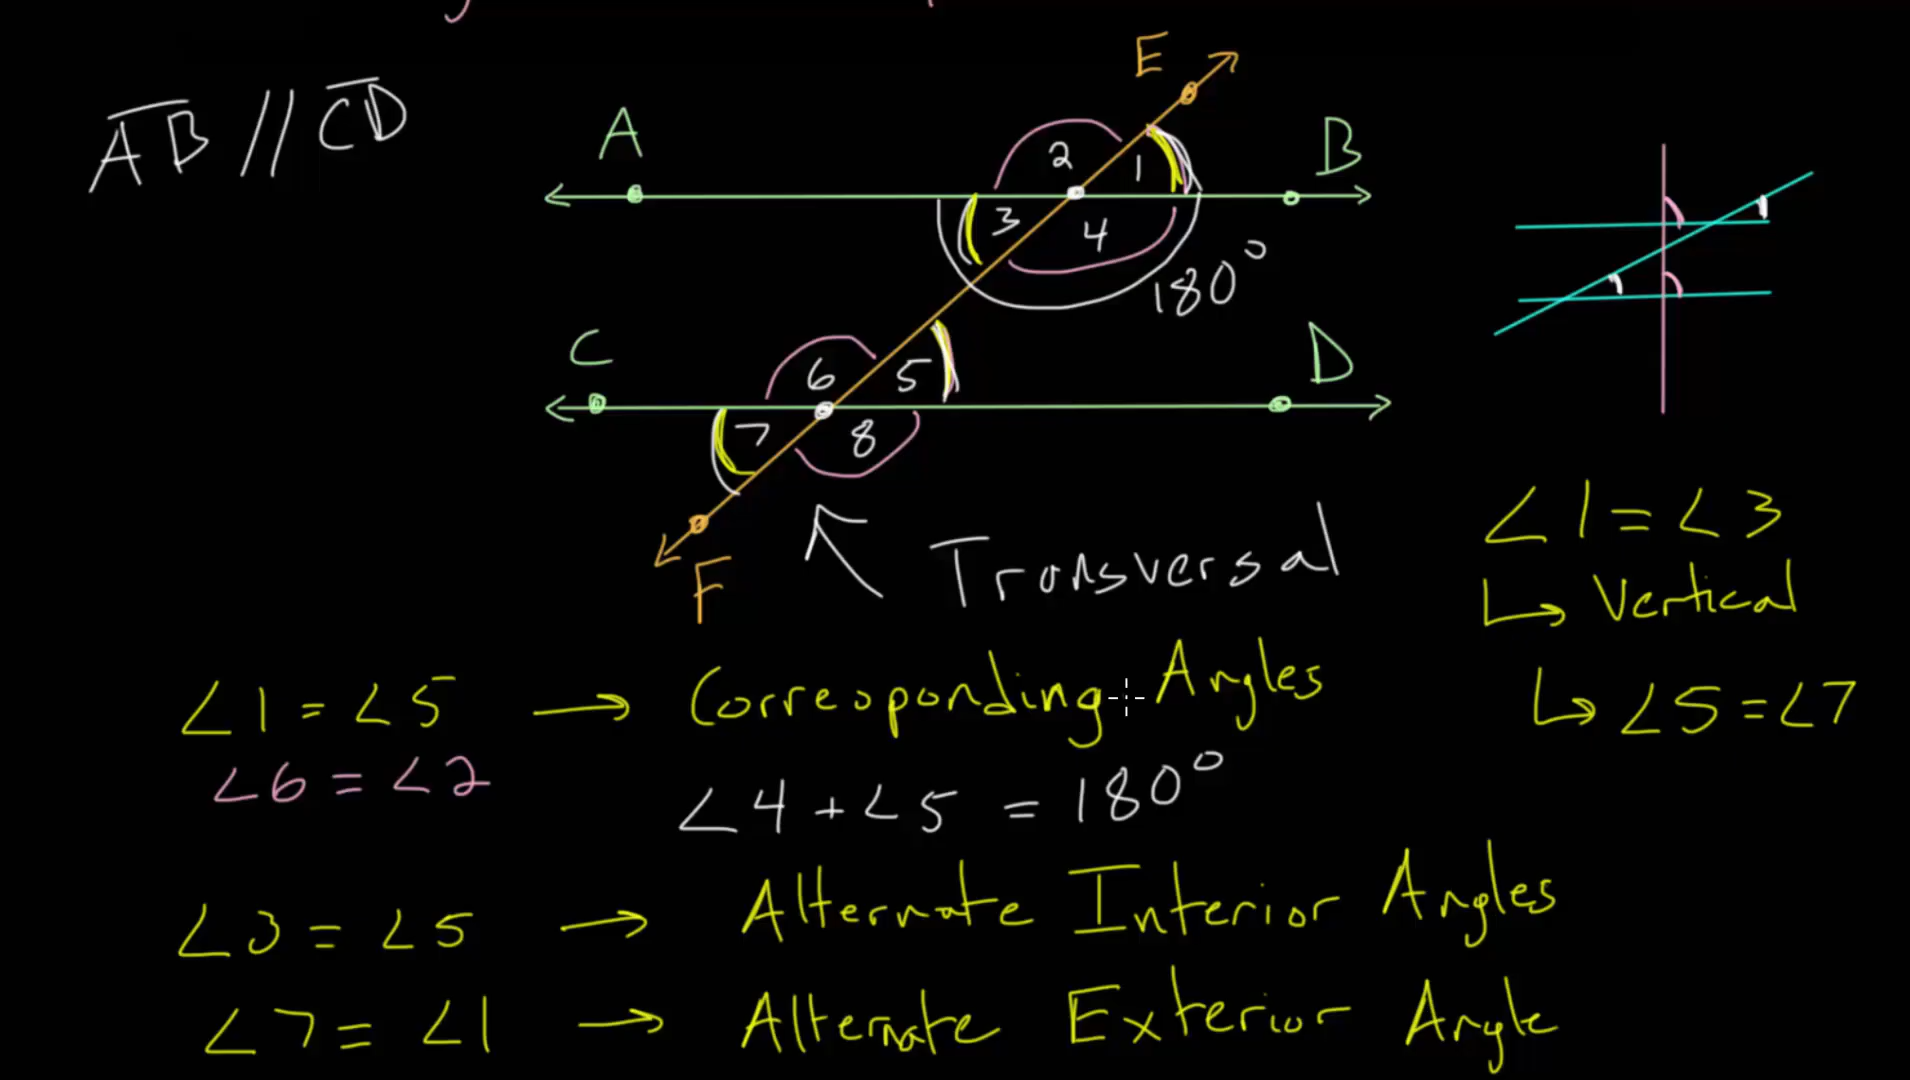 AB // CD
E
A
B
2
1
3
4
180°
C
D
6
5
7
8
F
Transversal
∠1 = ∠3
↳ Vertical
↳ ∠5 = ∠7
∠1 = ∠5 → Corresponding Angles
∠6 = ∠2
∠4 + ∠5 = 180°
∠3 = ∠5 → Alternate Interior Angles
∠7 = ∠1 → Alternate Exterior Angle